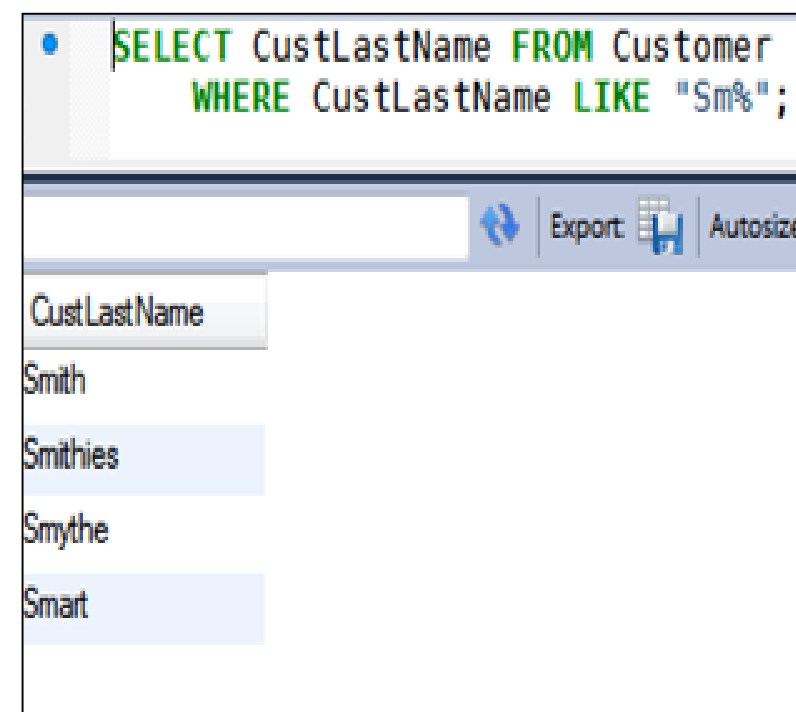 SELECT CustLastName FROM Customer
WHERE CustLastName LIKE "Sm%";
Export: Autosize
CustLastName
Smith
Smithies
Smythe
Smart